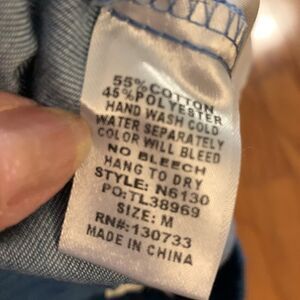 55%COTTON
45%POLYESTER
HAND WASH COLD
WATER SEPARATELY
COLOR WILL BLEED
NO BLEECH
HANG TO DRY
STYLE: N6130
PO:TL38969
SIZE: M
RN#:130733
MADE IN CHINA